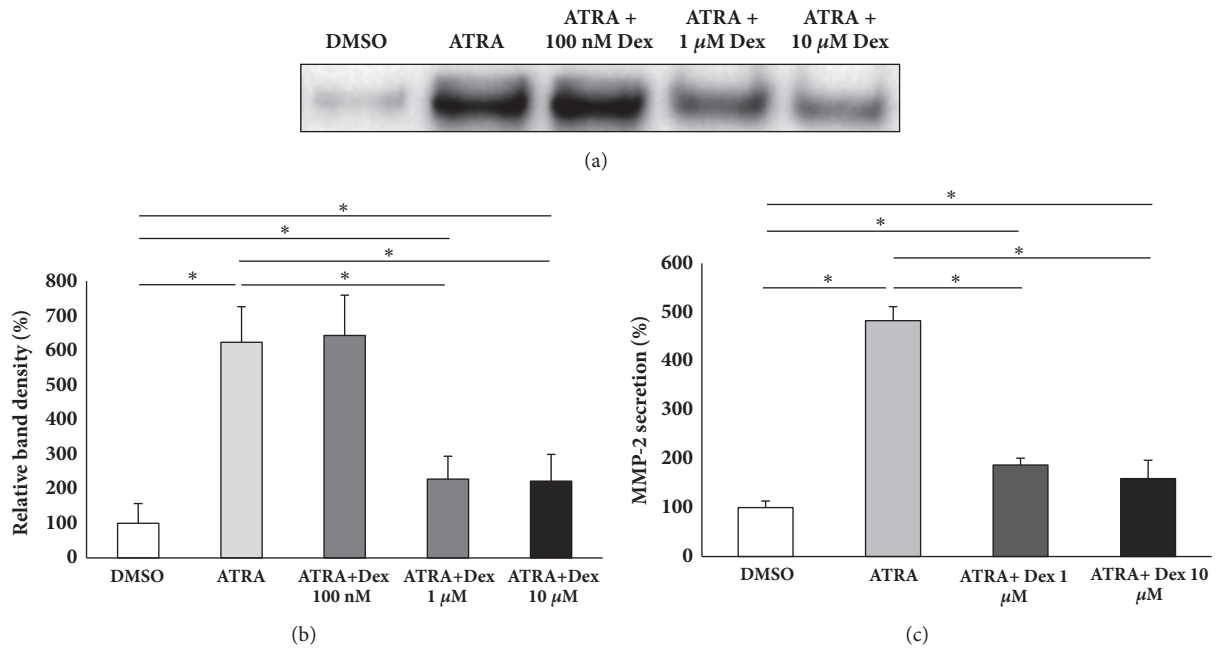 DMSO
ATRA
ATRA +
100 nM Dex
ATRA +
1 μM Dex
ATRA +
10 μM Dex
(a)
Relative band density (%)
800
700
600
500
400
300
200
100
0
*
*
*
*
*
DMSO
ATRA
ATRA+Dex
100 nM
ATRA+Dex
1 μM
ATRA+Dex
10 μM
(b)
MMP-2 secretion (%)
600
500
400
300
200
100
0
*
*
*
*
*
DMSO
ATRA
ATRA+ Dex 1
μM
ATRA+ Dex 10
μM
(c)